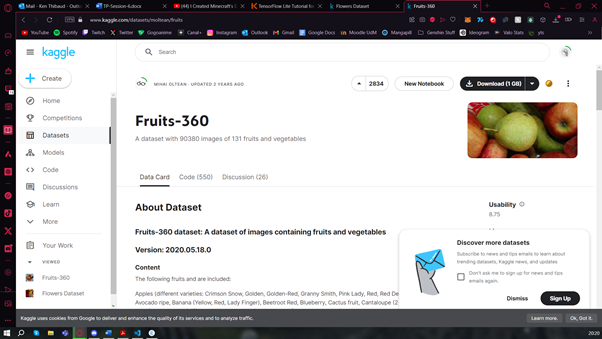 Mail - Ken Thibaud - Outlook
TP-Session-6.docx
(44) I Created Minecraft's D
TensorFlow Lite Tutorial for
Flowers Dataset
Fruits-360
www.kaggle.com/datasets/moltean/fruits
YouTube
Spotify
Twitch
Twitter
Grogoamine
Canal+
Instagram
Outlook
Gmail
Google Docs
Moodle UdM
Mangapill
Genshin Stuff
Ideogram
Valo Stats
yts
kaggle
Search
Create
Home
Competitions
Datasets
Models
Code
Discussions
Learn
More
Your Work
VIEWED
Fruits-360
Flowers Dataset
MIHAI OLTEAN · UPDATED 3 YEARS AGO
2834
New Notebook
Download (1 GB)
Fruits-360
A dataset with 90380 images of 131 fruits and vegetables
Data Card
Code (550)
Discussion (26)
About Dataset
Fruits-360 dataset: A dataset of images containing fruits and vegetables
Version: 2020.05.18.0
Content
The following fruits and are included:
Apples (different varieties: Crimson Snow, Golden, Golden-Red, Granny Smith, Pink Lady, Red, Red De
Avocado ripe, Banana (Yellow, Red, Lady Finger), Beetroot Red, Blueberry, Cactus fruit, Cantaloupe (2
Usability
8.75
Discover more datasets
Subscribe to news and tips emails to learn about
trending datasets, Kaggle news, and updates
Don't ask me to sign up for news and tips
emails again.
Dismiss
Sign Up
Kaggle uses cookies from Google to deliver and enhance the quality of its services and to analyze traffic.
Learn more.
Ok, Got it.
20:20